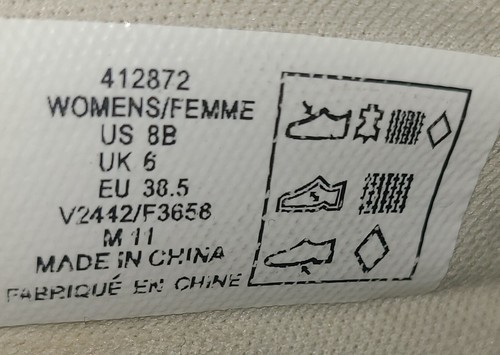 412872
WOMENS/FEMME
US 8B
UK 6
EU 38.5
V2442/F3658
M 11
MADE IN CHINA
FABRIQUÉ EN CHINE